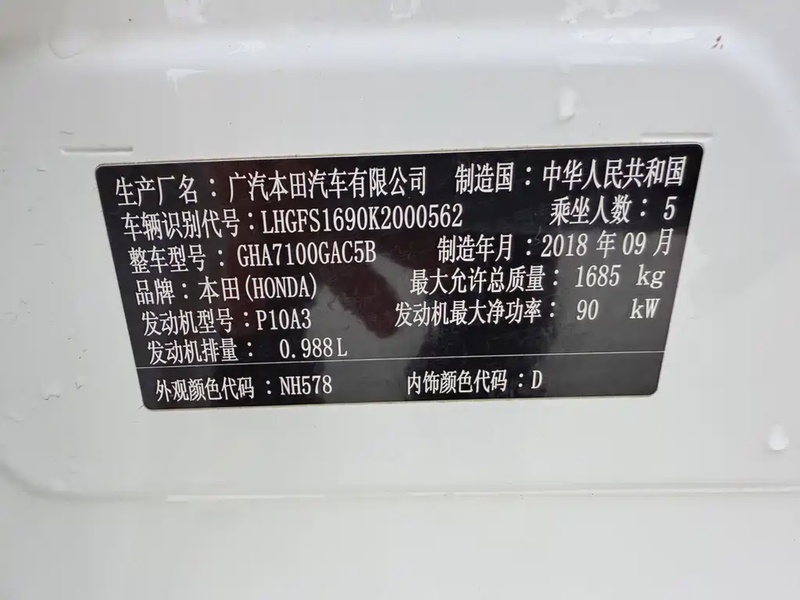 生产厂名：广汽本田汽车有限公司 制造国：中华人民共和国
车辆识别代号：LHGFS1690K2000562 乘坐人数：5
整车型号：GHA7100GAC5B 制造年月：2018 年 09 月
品牌：本田(HONDA) 最大允许总质量：1685 kg
发动机型号：P10A3 发动机最大净功率：90 kW
发动机排量：0.988L
外观颜色代码：NH578 内饰颜色代码：D